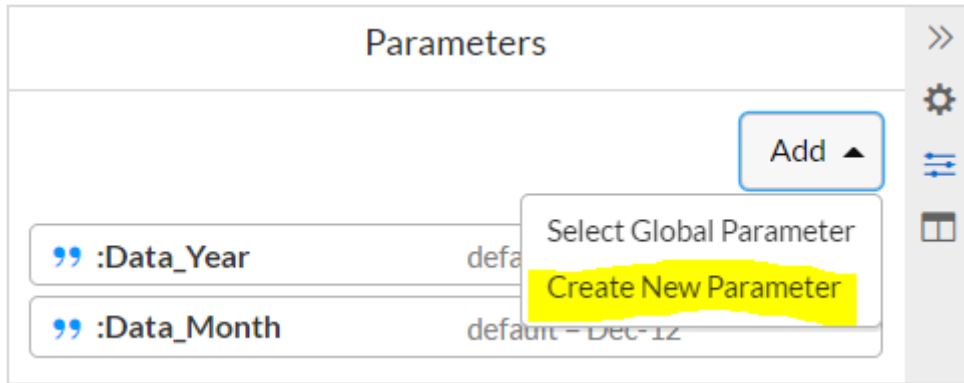 Parameters
Add
Select Global Parameter
:Data_Year defa
Create New Parameter
:Data_Month default = Dec-12